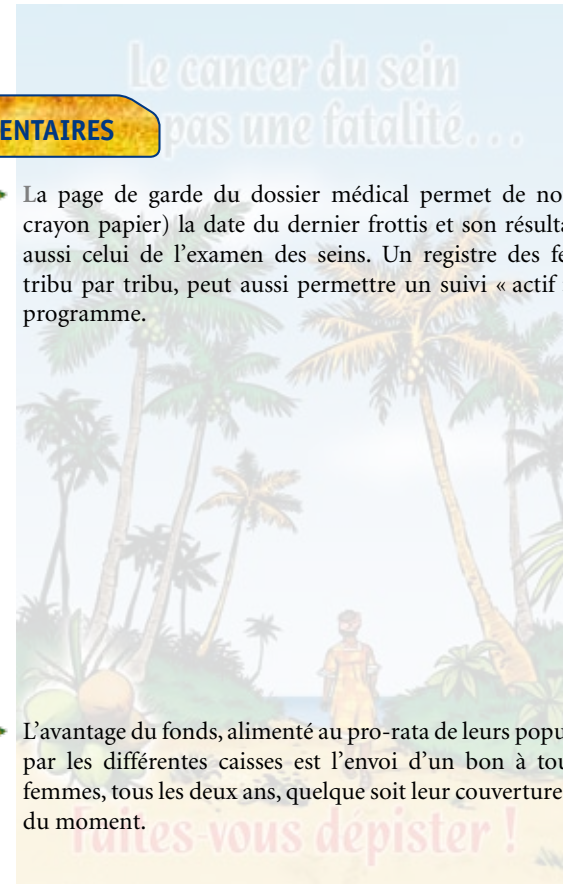 Le cancer du sein
pas une fatalité...
ENTAIRES
La page de garde du dossier médical permet de no
crayon papier) la date du dernier frottis et son résulta
aussi celui de l'examen des seins. Un registre des fe
tribu par tribu, peut aussi permettre un suivi « actif
programme.
L'avantage du fonds, alimenté au pro-rata de leurs popu
par les différentes caisses est l'envoi d'un bon à tou
femmes, tous les deux ans, quelque soit leur couverture
du moment.
Faites-vous dépister !